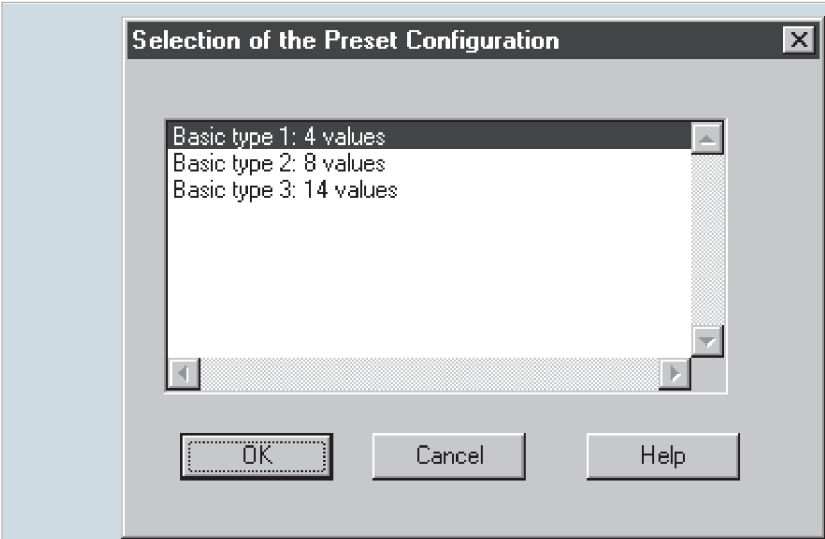 Selection of the Preset Configuration
Basic type 1: 4 values
Basic type 2: 8 values
Basic type 3: 14 values
OK Cancel Help